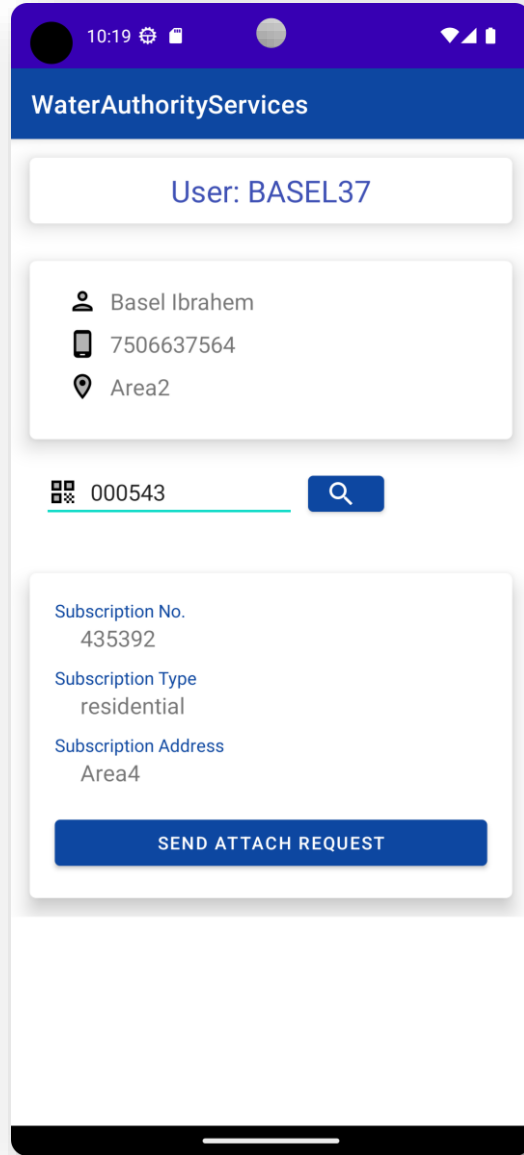 10:19
WaterAuthorityServices
User: BASEL37
Basel Ibrahem
7506637564
Area2
000543
Subscription No.
435392
Subscription Type
residential
Subscription Address
Area4
SEND ATTACH REQUEST